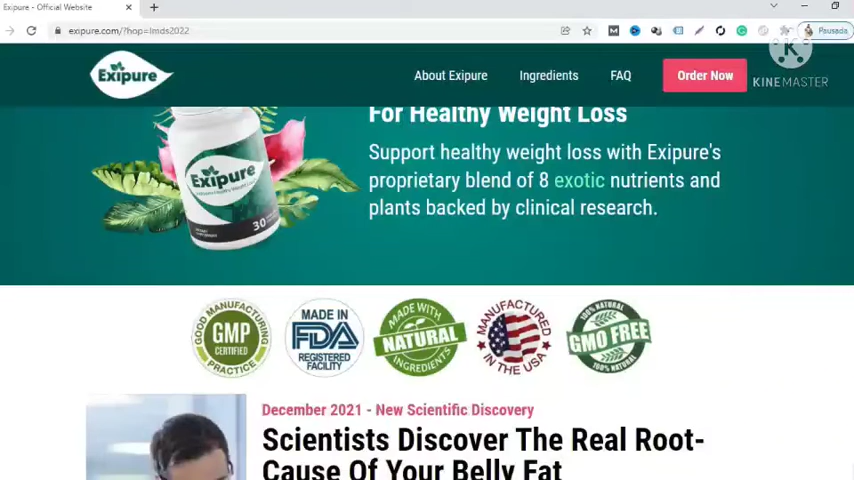 Exipure - Official Website
exipure.com/?hop=lmds2022
Pausada
Exipure
About Exipure
Ingredients
FAQ
Order Now
KINEMASTER
For Healthy Weight Loss
Support healthy weight loss with Exipure's
proprietary blend of 8 exotic nutrients and
plants backed by clinical research.
Exipure
30
GOOD MANUFACTURING
GMP
CERTIFIED
PRACTICE
MADE IN
FDA
REGISTERED
FACILITY
MADE WITH
NATURAL
INGREDIENTS
MANUFACTURED
IN THE USA
100% NATURAL
GMO FREE
100% NATURAL
December 2021 - New Scientific Discovery
Scientists Discover The Real Root-
Cause Of Your Belly Fat